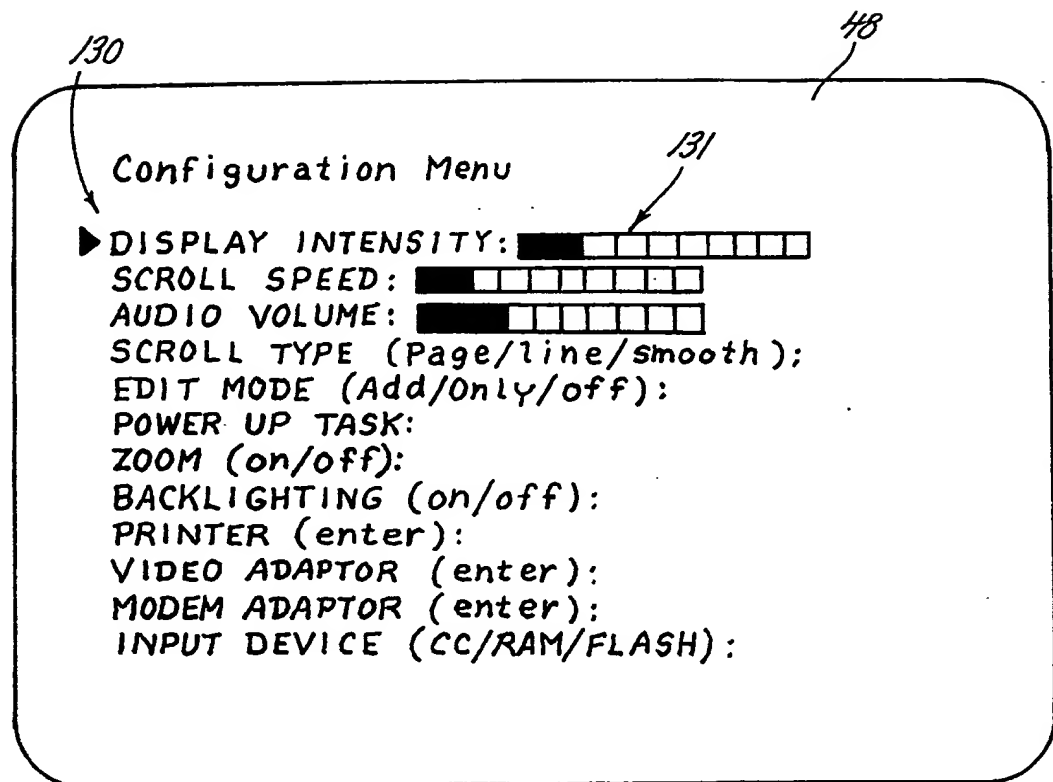 130
48
Configuration Menu
131
DISPLAY INTENSITY:
SCROLL SPEED:
AUDIO VOLUME:
SCROLL TYPE (Page/line/smooth);
EDIT MODE (Add/Only/off):
POWER UP TASK:
ZOOM (on/off):
BACKLIGHTING (on/off):
PRINTER (enter):
VIDEO ADAPTOR (enter):
MODEM ADAPTOR (enter);
INPUT DEVICE (CC/RAM/FLASH):